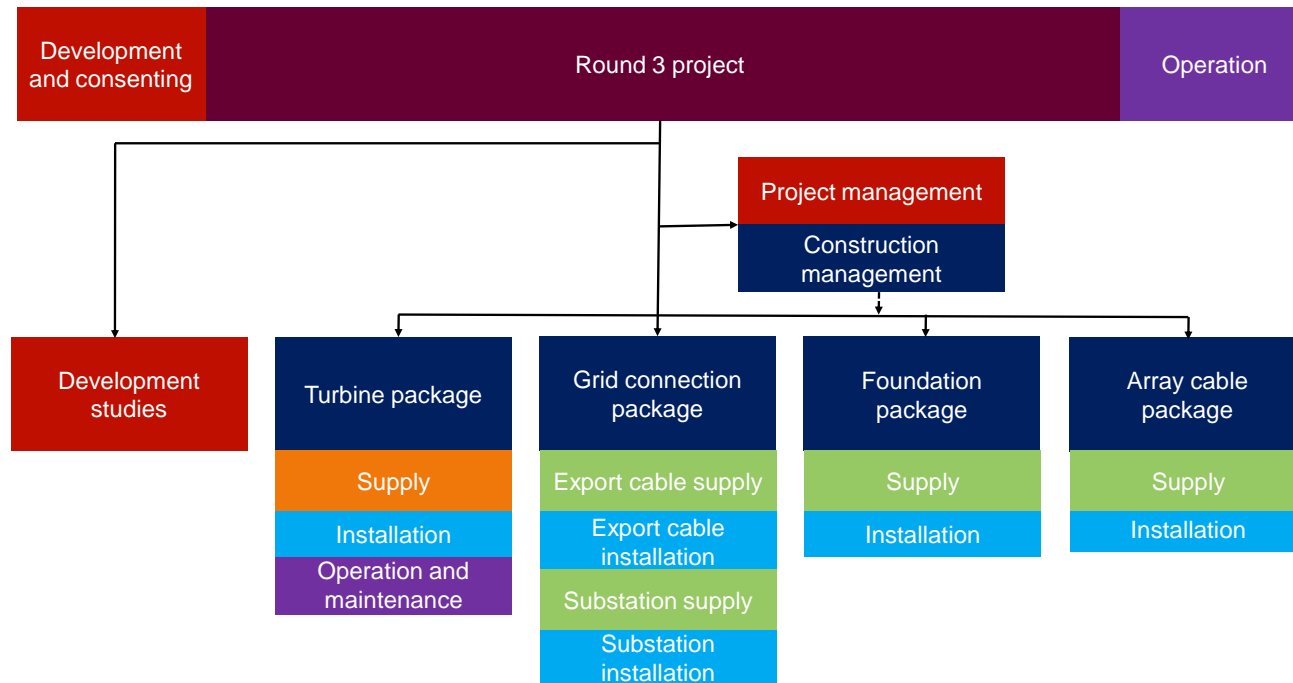 Development
and consenting
Round 3 project
Operation
Project management
Construction
management
Development
studies
Turbine package
Grid connection
package
Foundation
package
Array cable
package
Supply
Export cable supply
Supply
Supply
Installation
Export cable
installation
Installation
Installation
Operation and
maintenance
Substation supply
Substation
installation